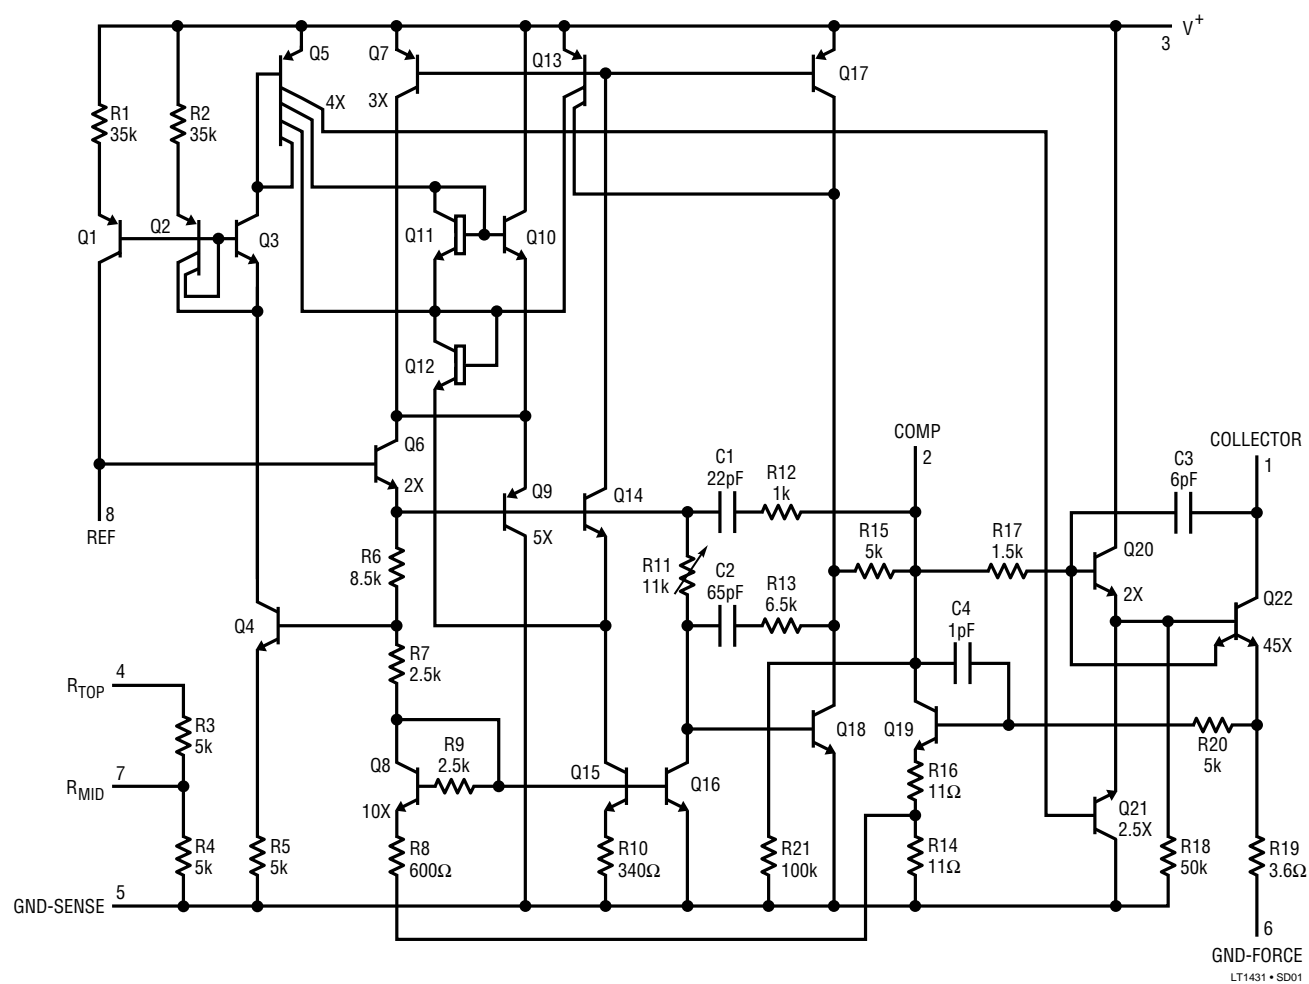 V+
3
Q5
Q7
Q13
Q17
4X
3X
R1
35k
R2
35k
Q1
Q2
Q3
Q11
Q10
Q12
Q6
2X
8
REF
Q9
5X
Q14
C1
22pF
R12
1k
COMP
2
COLLECTOR
1
C3
6pF
R6
8.5k
R11
11k
C2
65pF
R13
6.5k
R15
5k
R17
1.5k
Q20
2X
Q22
45X
C4
1pF
Q4
R7
2.5k
4
RTOP
R3
5k
7
RMID
R4
5k
R5
5k
Q8
10X
R9
2.5k
Q15
Q16
Q18
Q19
R20
5k
R16
11Ω
Q21
2.5X
R8
600Ω
R10
340Ω
R21
100k
R14
11Ω
R18
50k
R19
3.6Ω
5
GND-SENSE
6
GND-FORCE
LT1431 • SD01